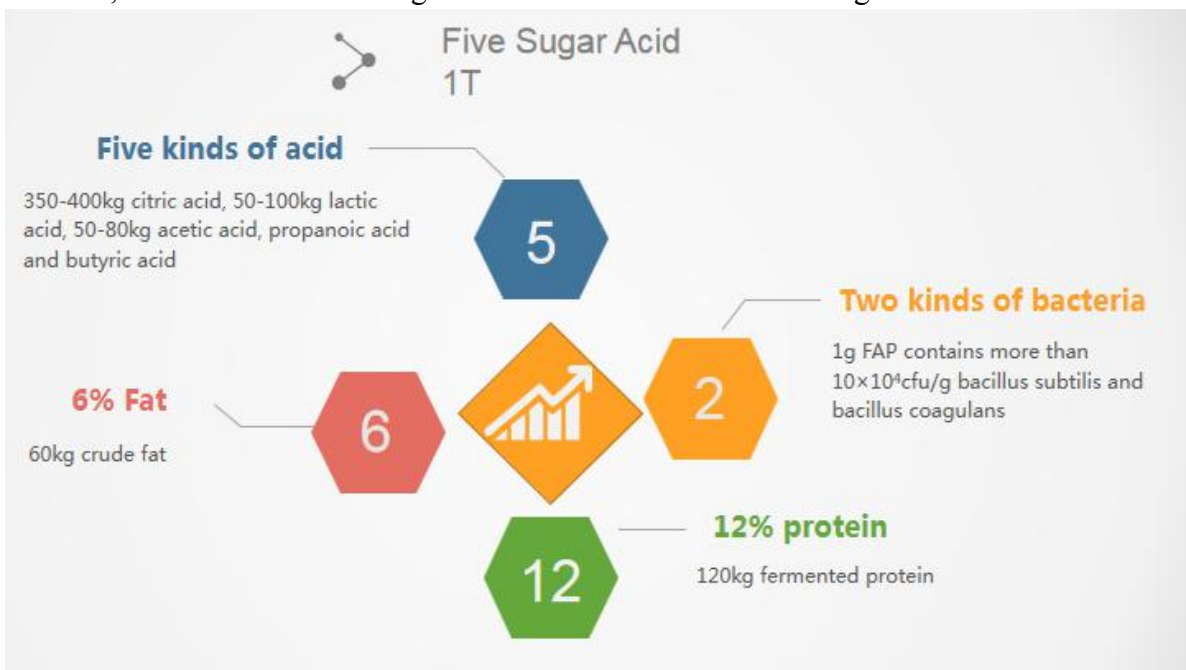 Five Sugar Acid
1T
Five kinds of acid
350-400kg citric acid, 50-100kg lactic
acid, 50-80kg acetic acid, propanoic acid
and butyric acid
5
Two kinds of bacteria
1g FAP contains more than
10×10⁴cfu/g bacillus subtilis and
bacillus coagulans
2
6% Fat
60kg crude fat
6
12% protein
120kg fermented protein
12